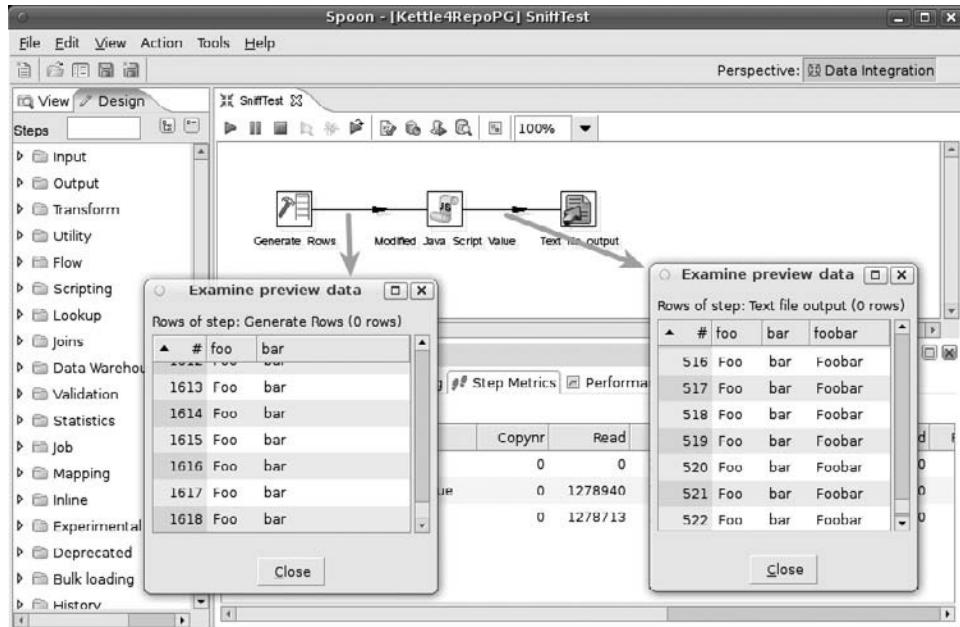 Spoon - [Kettle4RepoPG] SniffTest
File Edit View Action Tools Help
Perspective: Data Integration
View Design
SniffTest
Steps
100%
Input
Output
Transform
Utility
Flow
Scripting
Lookup
Joins
Data Warehou
Validation
Statistics
Job
Mapping
Inline
Experimental
Deprecated
Bulk loading
History
Generate Rows
Modified Java Script Value
Text file output
Examine preview data
Rows of step: Generate Rows (0 rows)
# foo bar
1613 Foo bar
1614 Foo bar
1615 Foo bar
1616 Foo bar
1617 Foo bar
1618 Foo bar
Close
Step Metrics Performa
Copynr Read
0 0
ue 0 1278940
0 1278713
Examine preview data
Rows of step: Text file output (0 rows)
# foo bar foobar
516 Foo bar Foobar
517 Foo bar Foobar
518 Foo bar Foobar
519 Foo bar Foobar
520 Foo bar Foobar
521 Foo bar Foobar
522 Foo bar Foobar
Close